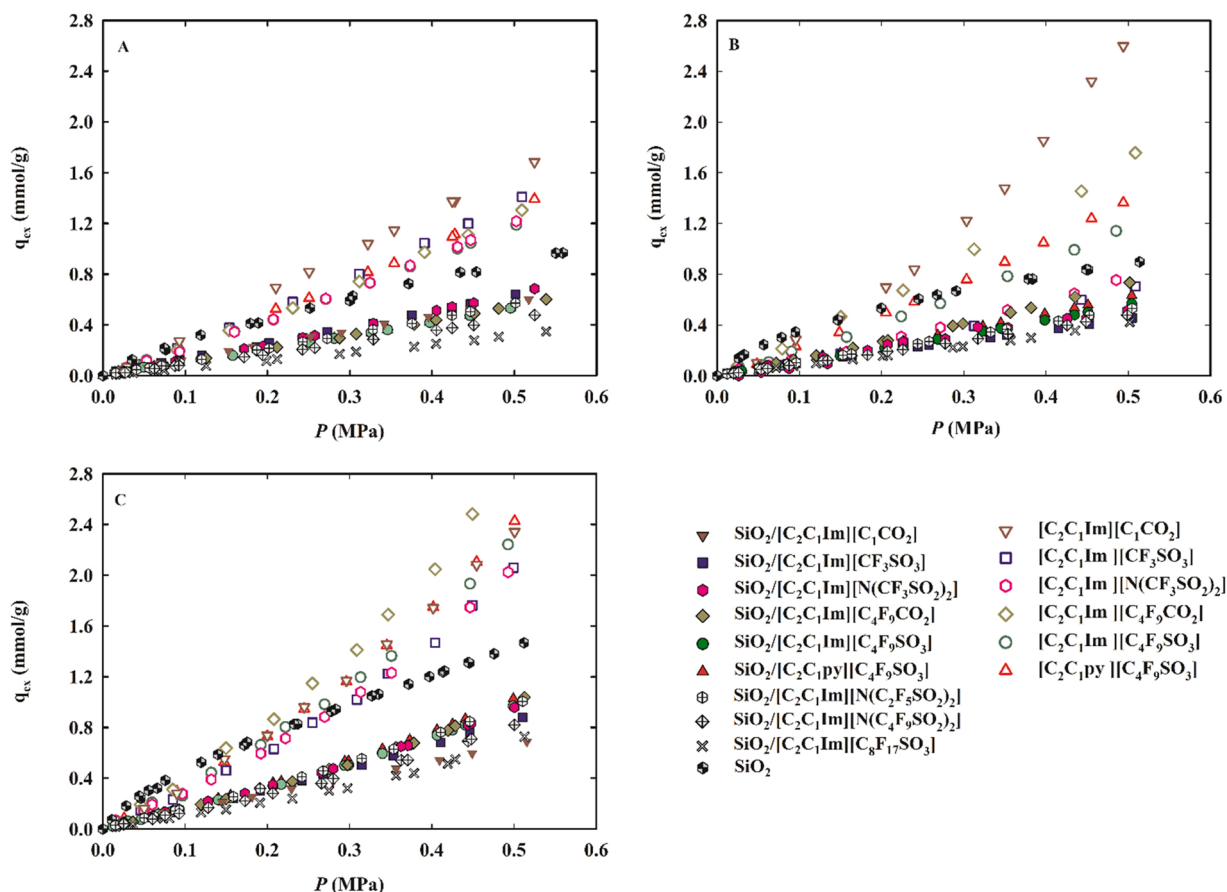 A
q_ex (mmol/g)
2.8
2.4
2.0
1.6
1.2
0.8
0.4
0.0
0.0 0.1 0.2 0.3 0.4 0.5 0.6
P (MPa)
B
q_ex (mmol/g)
2.8
2.4
2.0
1.6
1.2
0.8
0.4
0.0
0.0 0.1 0.2 0.3 0.4 0.5 0.6
P (MPa)
C
q_ex (mmol/g)
2.8
2.4
2.0
1.6
1.2
0.8
0.4
0.0
0.0 0.1 0.2 0.3 0.4 0.5 0.6
P (MPa)
SiO₂/[C₂C₁Im][C₁CO₂]
SiO₂/[C₂C₁Im][CF₃SO₃]
SiO₂/[C₂C₁Im][N(CF₃SO₂)₂]
SiO₂/[C₂C₁Im][C₄F₉CO₂]
SiO₂/[C₂C₁Im][C₄F₉SO₃]
SiO₂/[C₂C₁py][C₄F₉SO₃]
SiO₂/[C₂C₁Im][N(C₂F₅SO₂)₂]
SiO₂/[C₂C₁Im][N(C₄F₉SO₂)₂]
SiO₂/[C₂C₁Im][C₈F₁₇SO₃]
SiO₂
[C₂C₁Im][C₁CO₂]
[C₂C₁Im ][CF₃SO₃]
[C₂C₁Im ][N(CF₃SO₂)₂]
[C₂C₁Im ][C₄F₉CO₂]
[C₂C₁Im ][C₄F₉SO₃]
[C₂C₁py ][C₄F₉SO₃]